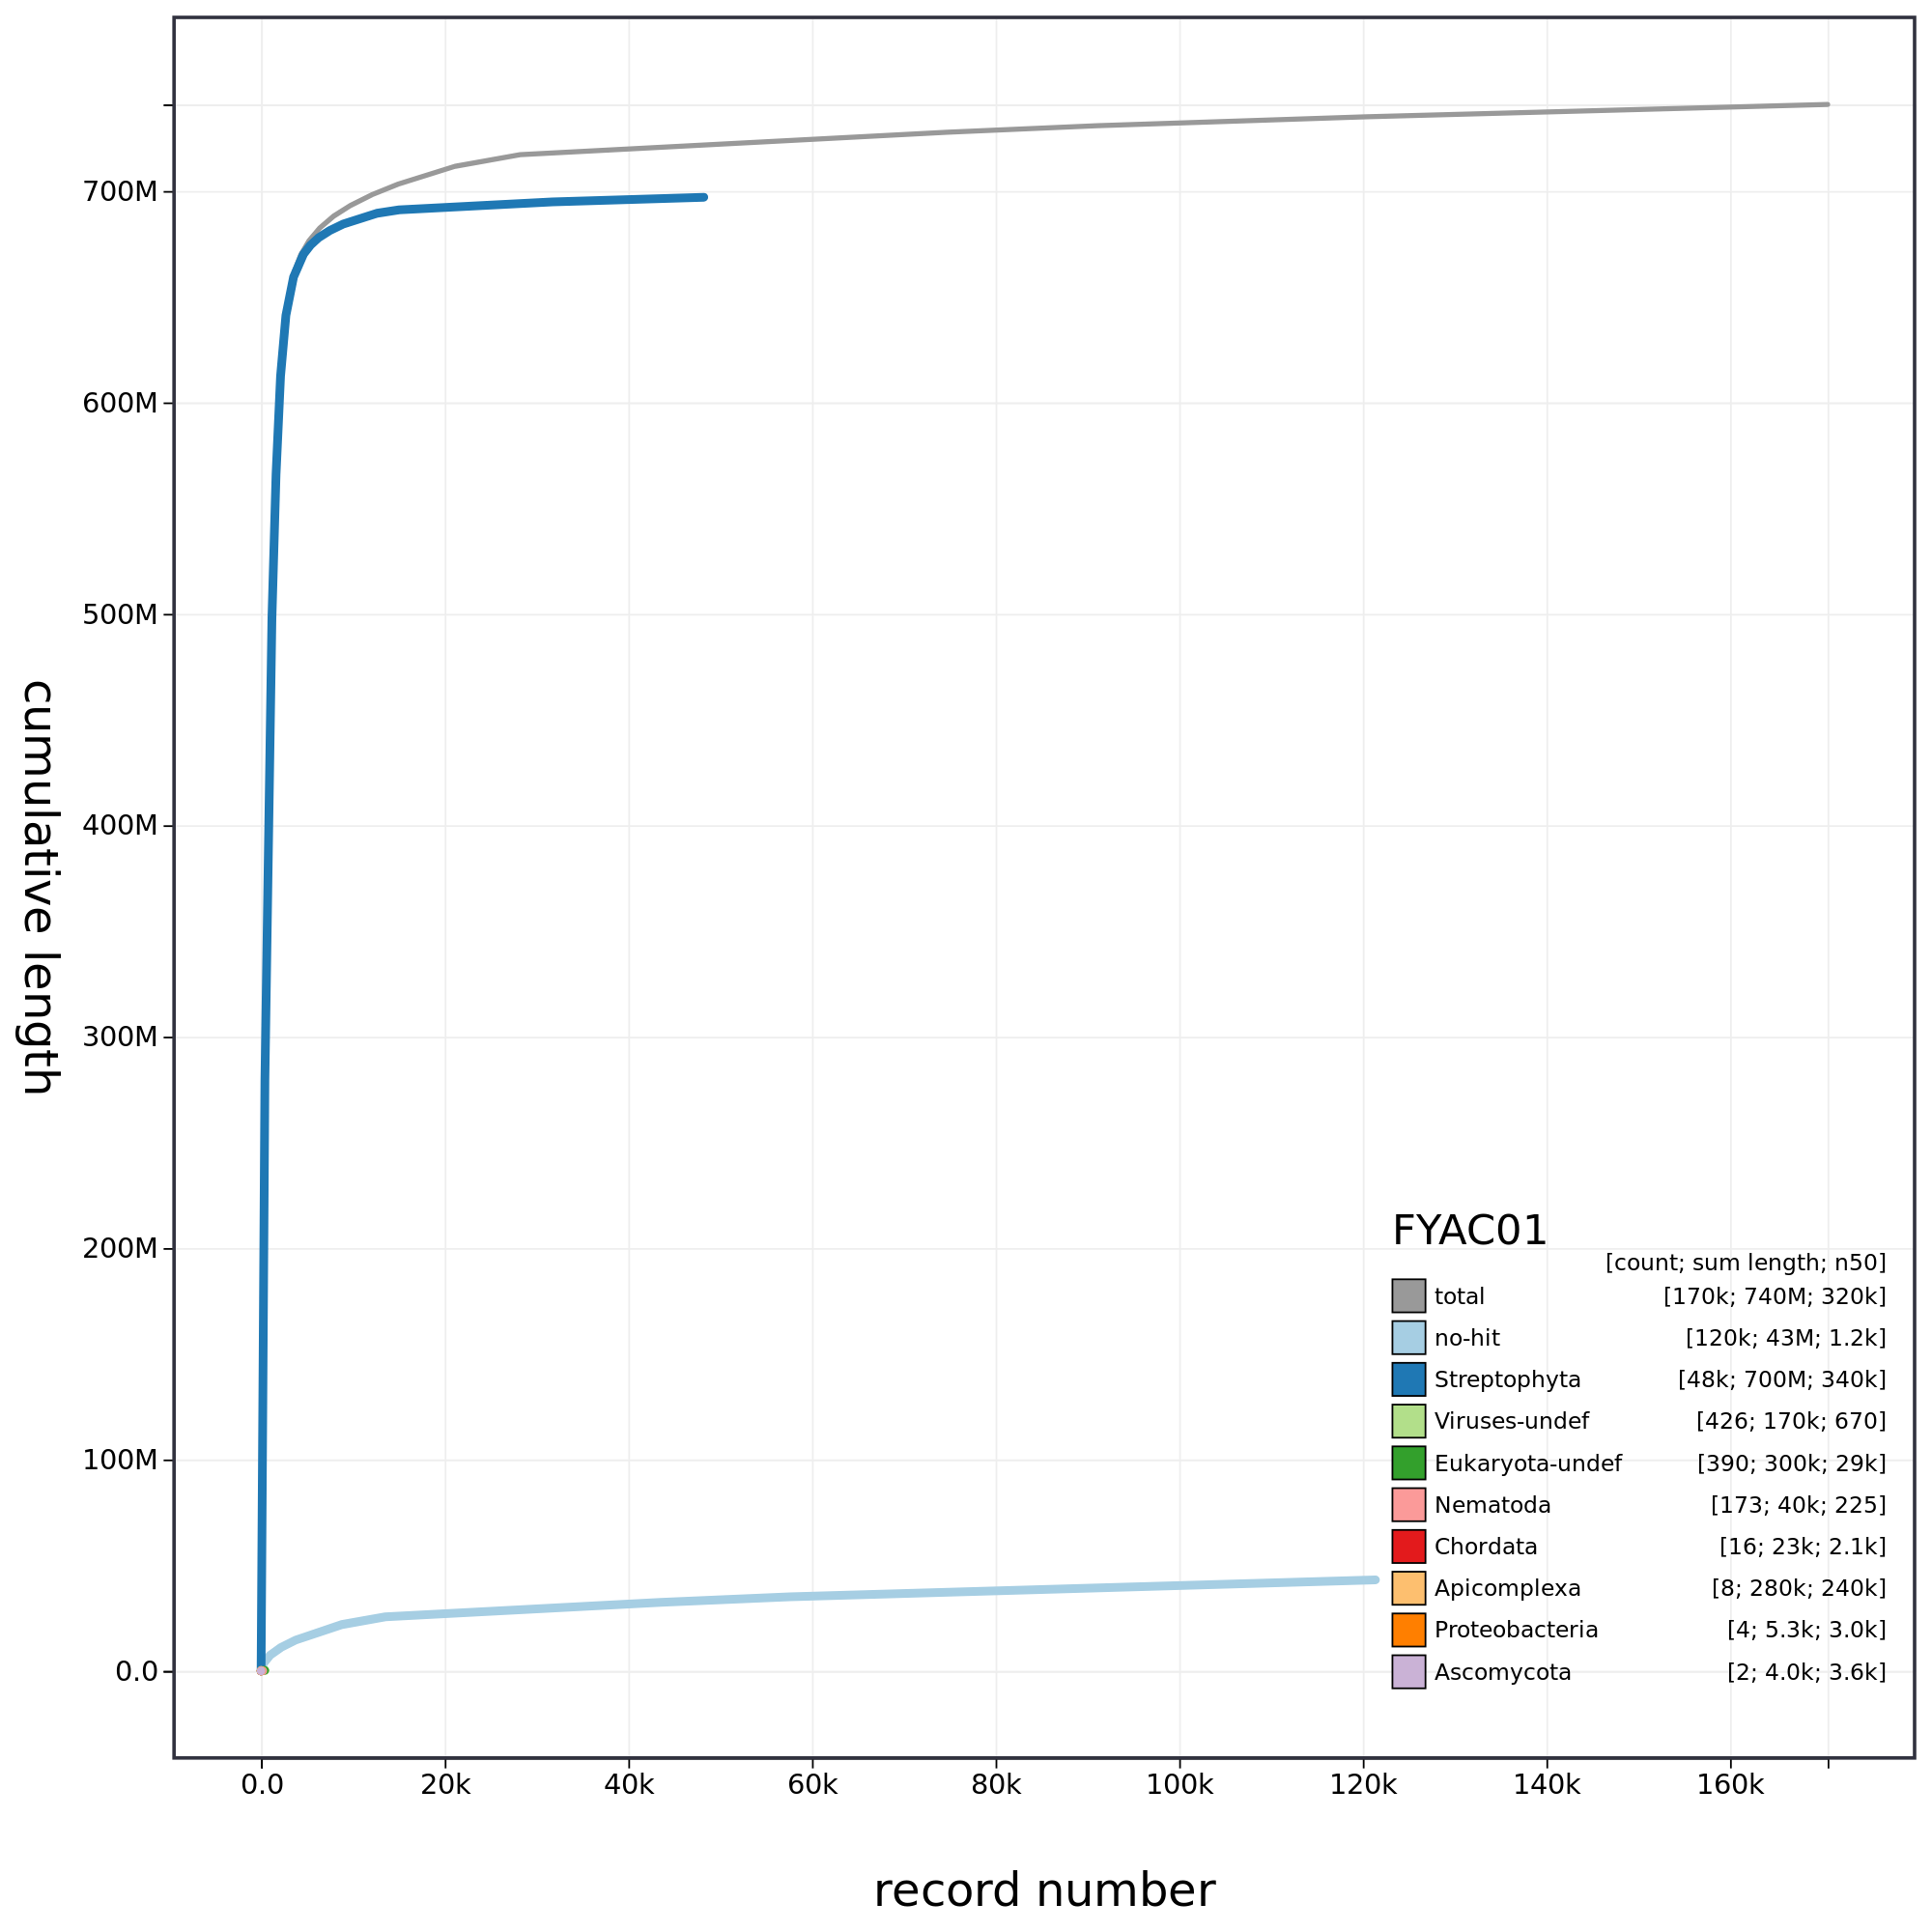 cumulative length
700M
600M
500M
400M
300M
200M
100M
0.0
FYAC01
[count; sum length; n50]
total [170k; 740M; 320k]
no-hit [120k; 43M; 1.2k]
Streptophyta [48k; 700M; 340k]
Viruses-undef [426; 170k; 670]
Eukaryota-undef [390; 300k; 29k]
Nematoda [173; 40k; 225]
Chordata [16; 23k; 2.1k]
Apicomplexa [8; 280k; 240k]
Proteobacteria [4; 5.3k; 3.0k]
Ascomycota [2; 4.0k; 3.6k]
0.0 20k 40k 60k 80k 100k 120k 140k 160k
record number